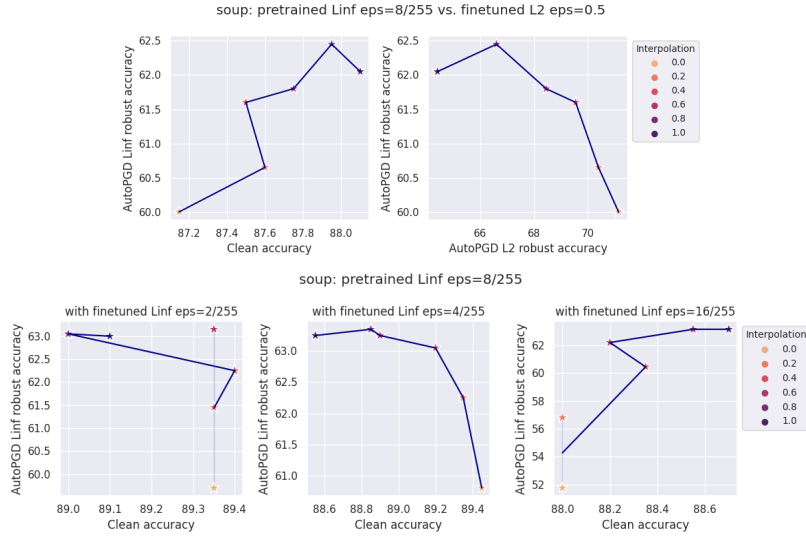 soup: pretrained Linf eps=8/255 vs. finetuned L2 eps=0.5
AutoPGD Linf robust accuracy
62.5
62.0
61.5
61.0
60.5
60.0
87.2 87.4 87.6 87.8 88.0
Clean accuracy
AutoPGD Linf robust accuracy
62.5
62.0
61.5
61.0
60.5
60.0
66 68 70
AutoPGD L2 robust accuracy
Interpolation
0.0
0.2
0.4
0.6
0.8
1.0
soup: pretrained Linf eps=8/255
with finetuned Linf eps=2/255
AutoPGD Linf robust accuracy
63.0
62.5
62.0
61.5
61.0
60.5
60.0
89.0 89.1 89.2 89.3 89.4
Clean accuracy
with finetuned Linf eps=4/255
AutoPGD Linf robust accuracy
63.0
62.5
62.0
61.5
61.0
88.6 88.8 89.0 89.2 89.4
Clean accuracy
with finetuned Linf eps=16/255
AutoPGD Linf robust accuracy
62
60
58
56
54
52
88.0 88.2 88.4 88.6
Clean accuracy
Interpolation
0.0
0.2
0.4
0.6
0.8
1.0